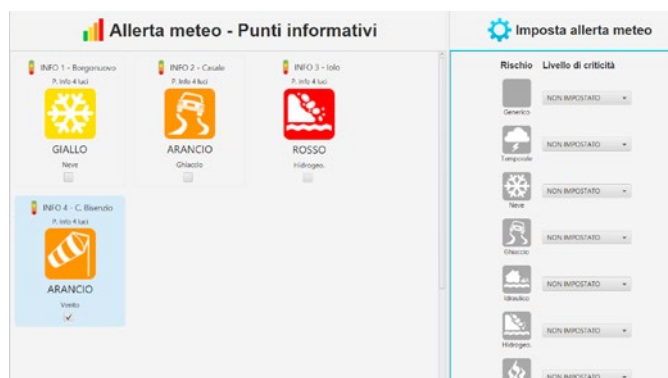 Allerta meteo - Punti informativi
INFO 1 - Borgonuovo
P. Info 4 luci
GIALLO
Neve
INFO 2 - Casale
P. Info 4 luci
ARANCIO
Ghiaccio
INFO 3 - Iolo
P. Info 4 luci
ROSSO
Hidrogeo.
INFO 4 - C. Bisenzio
P. Info 4 luci
ARANCIO
Vento
Imposta allerta meteo
Rischio Livello di criticità
Generico
NON IMPOSTATO
Temporale
NON IMPOSTATO
Neve
NON IMPOSTATO
Ghiaccio
NON IMPOSTATO
Idraulico
NON IMPOSTATO
Hidrogeo.
NON IMPOSTATO
NON IMPOSTATO